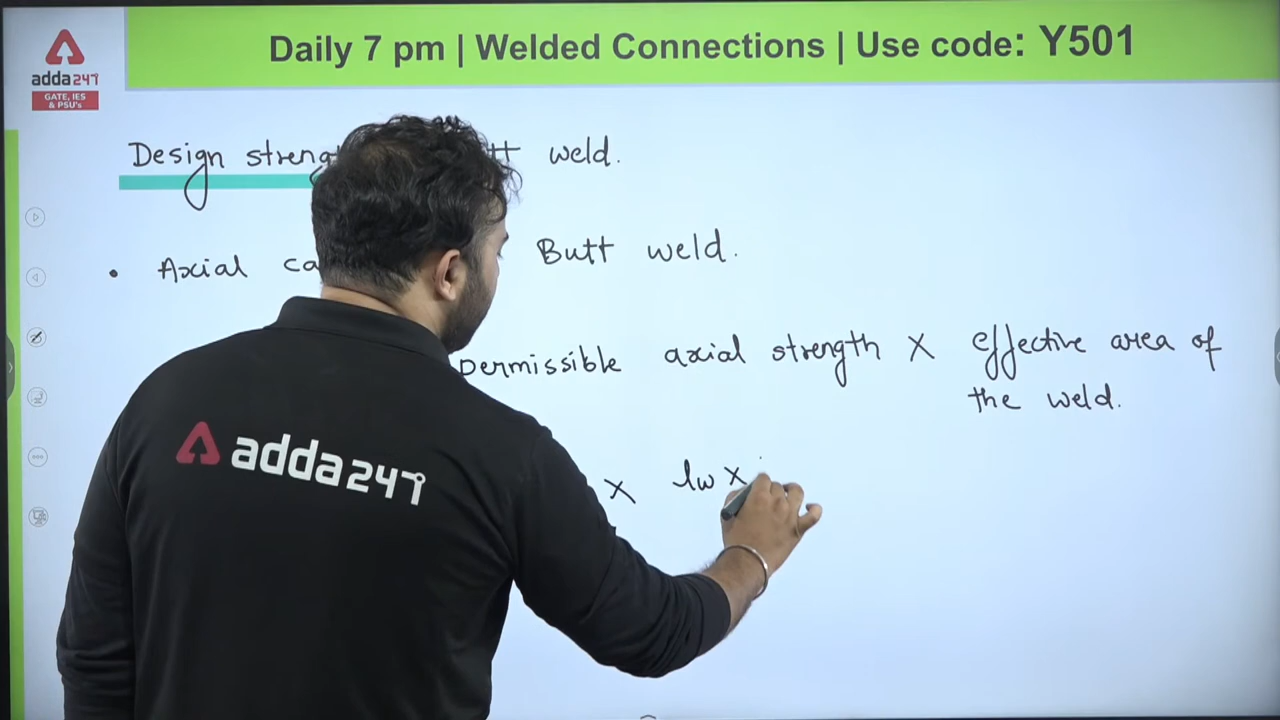 Daily 7 pm | Welded Connections | Use code: Y501
adda247
GATE, IES
& PSU's
Design streng tt weld.
• Axial ca Butt weld.
permissible axial strength X effective area of
the weld.
X lw X
adda247